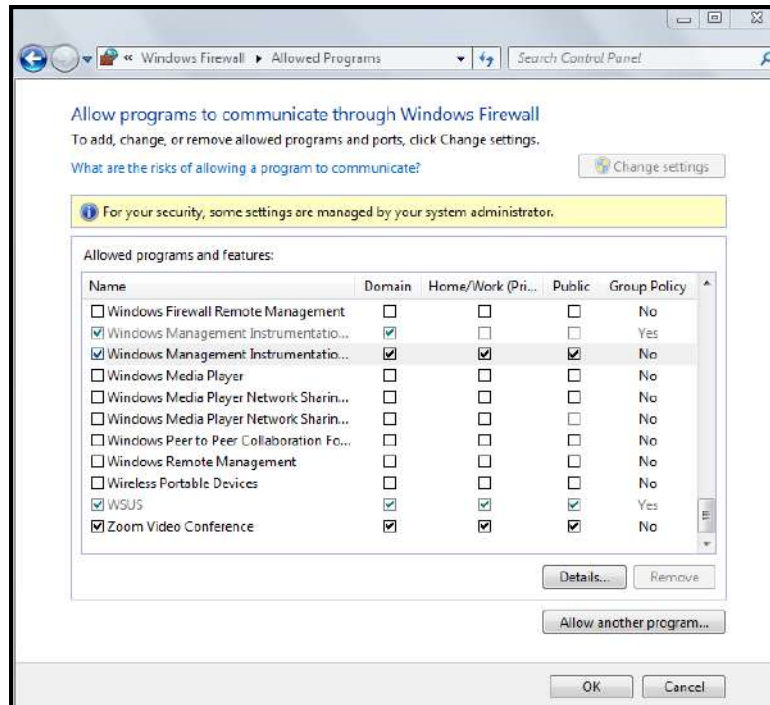 « Windows Firewall ▸ Allowed Programs
Search Control Panel
Allow programs to communicate through Windows Firewall
To add, change, or remove allowed programs and ports, click Change settings.
What are the risks of allowing a program to communicate?
Change settings
For your security, some settings are managed by your system administrator.
Allowed programs and features:
Name Domain Home/Work (Pri... Public Group Policy
Windows Firewall Remote Management No
Windows Management Instrumentatio... Yes
Windows Management Instrumentatio... No
Windows Media Player No
Windows Media Player Network Sharin... No
Windows Media Player Network Sharin... No
Windows Peer to Peer Collaboration Fo... No
Windows Remote Management No
Wireless Portable Devices No
WSUS Yes
Zoom Video Conference No
Details... Remove
Allow another program...
OK Cancel